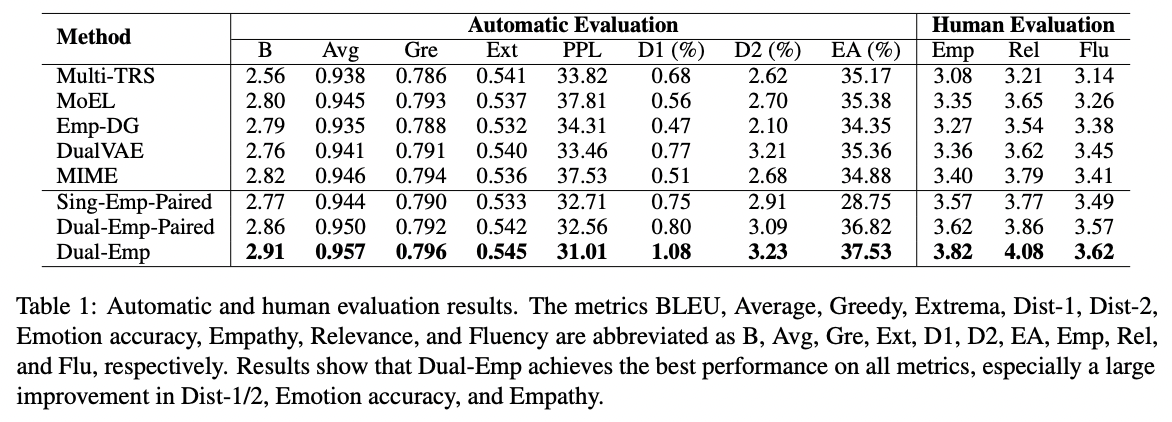 Method Automatic Evaluation Human Evaluation
B Avg Gre Ext PPL D1 (%) D2 (%) EA (%) Emp Rel Flu
Multi-TRS 2.56 0.938 0.786 0.541 33.82 0.68 2.62 35.17 3.08 3.21 3.14
MoEL 2.80 0.945 0.793 0.537 37.81 0.56 2.70 35.38 3.35 3.65 3.26
Emp-DG 2.79 0.935 0.788 0.532 34.31 0.47 2.10 34.35 3.27 3.54 3.38
DualVAE 2.76 0.941 0.791 0.540 33.46 0.77 3.21 35.36 3.36 3.62 3.45
MIME 2.82 0.946 0.794 0.536 37.53 0.51 2.68 34.88 3.40 3.79 3.41
Sing-Emp-Paired 2.77 0.944 0.790 0.533 32.71 0.75 2.91 28.75 3.57 3.77 3.49
Dual-Emp-Paired 2.86 0.950 0.792 0.542 32.56 0.80 3.09 36.82 3.62 3.86 3.57
Dual-Emp 2.91 0.957 0.796 0.545 31.01 1.08 3.23 37.53 3.82 4.08 3.62
Table 1: Automatic and human evaluation results. The metrics BLEU, Average, Greedy, Extrema, Dist-1, Dist-2,
Emotion accuracy, Empathy, Relevance, and Fluency are abbreviated as B, Avg, Gre, Ext, D1, D2, EA, Emp, Rel,
and Flu, respectively. Results show that Dual-Emp achieves the best performance on all metrics, especially a large
improvement in Dist-1/2, Emotion accuracy, and Empathy.